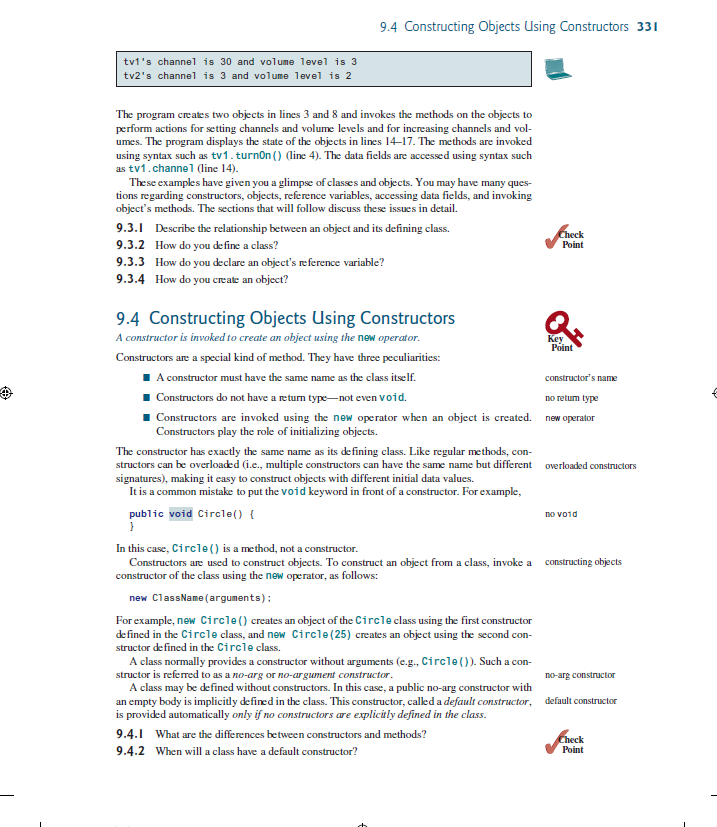 9.4 Constructing Objects Using Constructors 331
tv1's channel is 30 and volume level is 3
tv2's channel is 3 and volume level is 2
The program creates two objects in lines 3 and 8 and invokes the methods on the objects to
perform actions for setting channels and volume levels and for increasing channels and vol-
umes. The program displays the state of the objects in lines 14–17. The methods are invoked
using syntax such as tv1.turnOn() (line 4). The data fields are accessed using syntax such
as tv1.channel (line 14).
These examples have given you a glimpse of classes and objects. You may have many ques-
tions regarding constructors, objects, reference variables, accessing data fields, and invoking
object's methods. The sections that will follow discuss these issues in detail.
9.3.1 Describe the relationship between an object and its defining class.
9.3.2 How do you define a class?
9.3.3 How do you declare an object's reference variable?
9.3.4 How do you create an object?
Check
Point
9.4 Constructing Objects Using Constructors
A constructor is invoked to create an object using the new operator.
Key
Point
Constructors are a special kind of method. They have three peculiarities:
■ A constructor must have the same name as the class itself.
constructor's name
■ Constructors do not have a return type—not even void.
no return type
■ Constructors are invoked using the new operator when an object is created.
new operator
Constructors play the role of initializing objects.
The constructor has exactly the same name as its defining class. Like regular methods, con-
structors can be overloaded (i.e., multiple constructors can have the same name but different
overloaded constructors
signatures), making it easy to construct objects with different initial data values.
It is a common mistake to put the void keyword in front of a constructor. For example,
public void Circle() {
no void
}
In this case, Circle() is a method, not a constructor.
Constructors are used to construct objects. To construct an object from a class, invoke a
constructing objects
constructor of the class using the new operator, as follows:
new ClassName(arguments);
For example, new Circle() creates an object of the Circle class using the first constructor
defined in the Circle class, and new Circle(25) creates an object using the second con-
structor defined in the Circle class.
A class normally provides a constructor without arguments (e.g., Circle()). Such a con-
structor is referred to as a no-arg or no-argument constructor.
no-arg constructor
A class may be defined without constructors. In this case, a public no-arg constructor with
an empty body is implicitly defined in the class. This constructor, called a default constructor,
default constructor
is provided automatically only if no constructors are explicitly defined in the class.
9.4.1 What are the differences between constructors and methods?
9.4.2 When will a class have a default constructor?
Check
Point